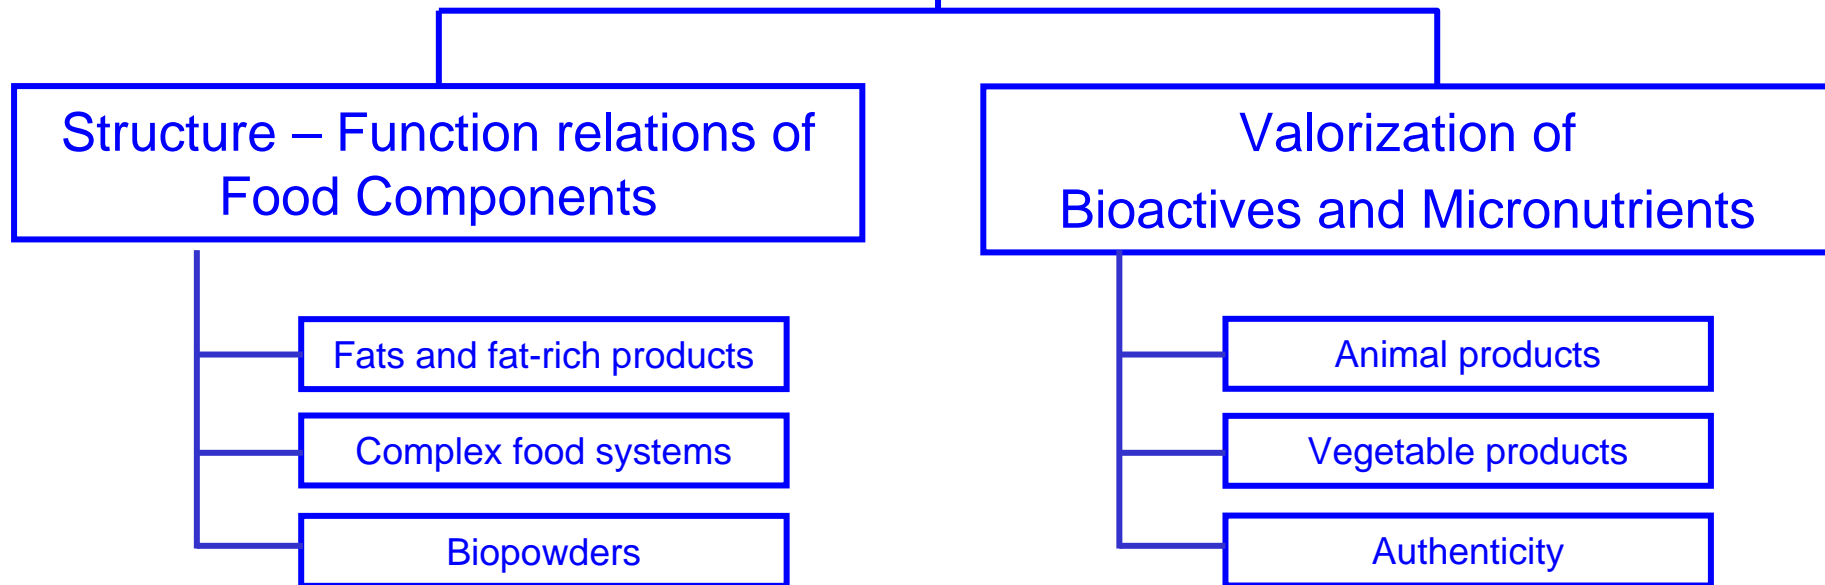 Structure – Function relations of
Food Components
Fats and fat-rich products
Complex food systems
Biopowders
Valorization of
Bioactives and Micronutrients
Animal products
Vegetable products
Authenticity